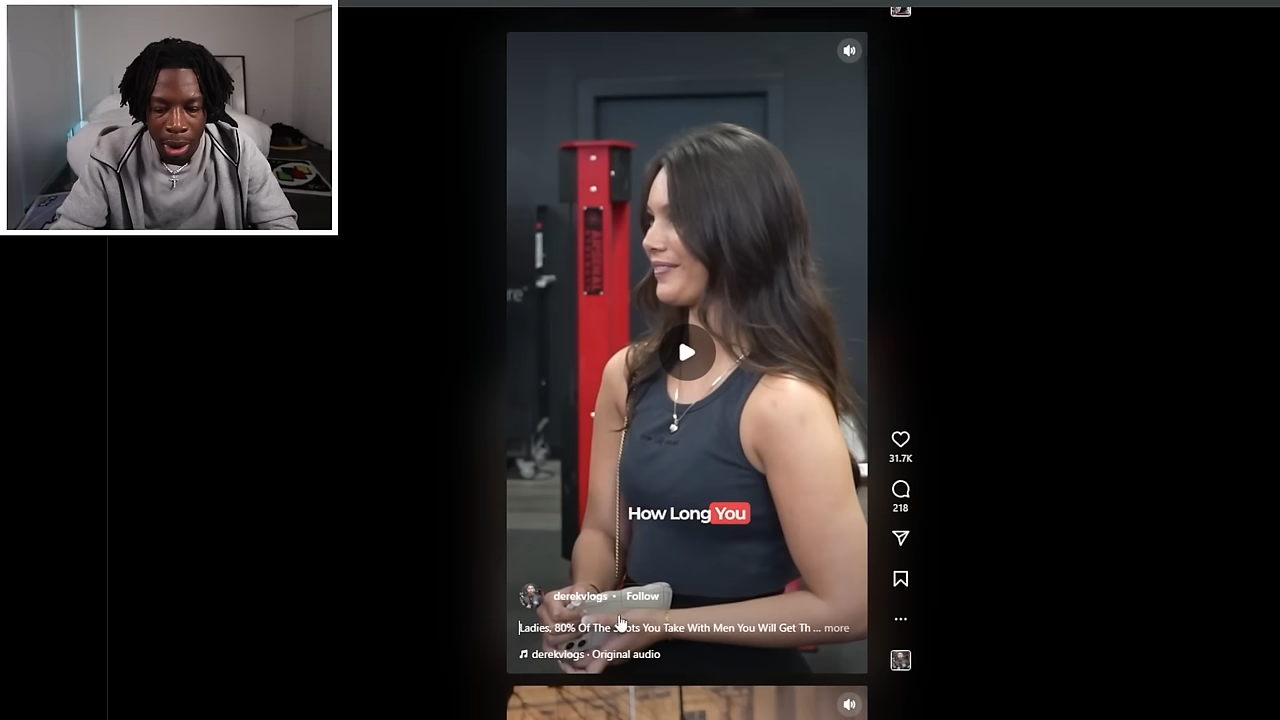 How Long You
31.7K
218
derekvlogs • Follow
Ladies, 80% Of The Shots You Take With Men You Will Get Th ... more
derekvlogs · Original audio